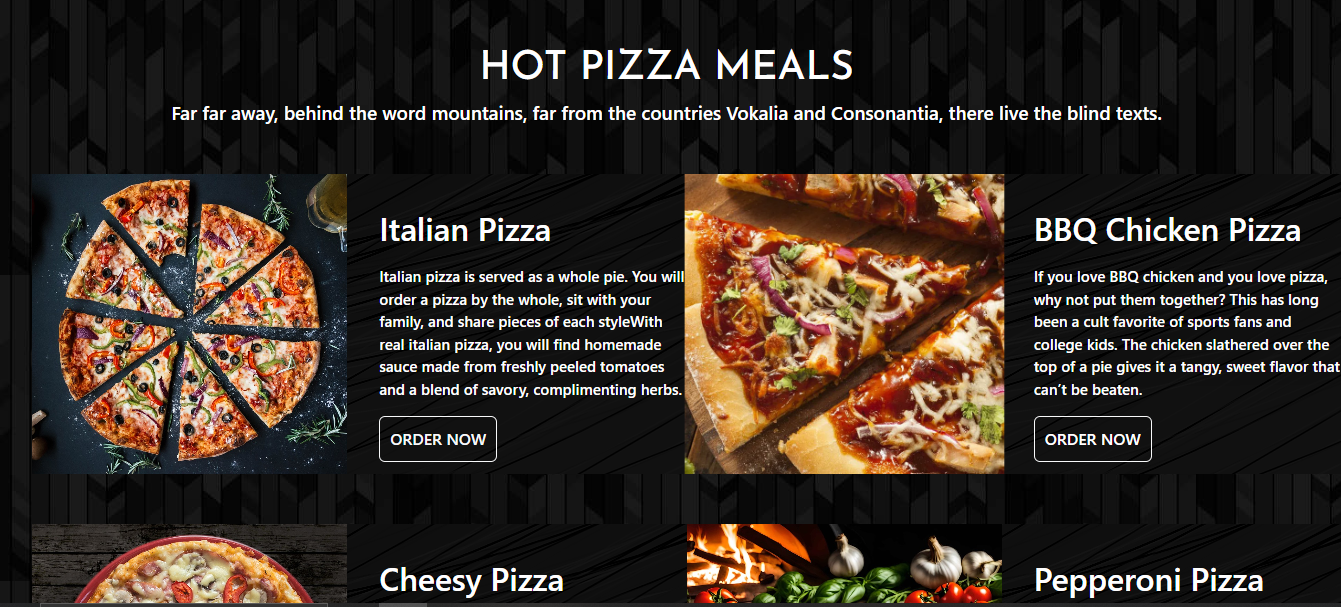 HOT PIZZA MEALS
Far far away, behind the word mountains, far from the countries Vokalia and Consonantia, there live the blind texts.
Italian Pizza
Italian pizza is served as a whole pie. You will
order a pizza by the whole, sit with your
family, and share pieces of each styleWith
real italian pizza, you will find homemade
sauce made from freshly peeled tomatoes
and a blend of savory, complimenting herbs.
ORDER NOW
BBQ Chicken Pizza
If you love BBQ chicken and you love pizza,
why not put them together? This has long
been a cult favorite of sports fans and
college kids. The chicken slathered over the
top of a pie gives it a tangy, sweet flavor that
can't be beaten.
ORDER NOW
Cheesy Pizza
Pepperoni Pizza